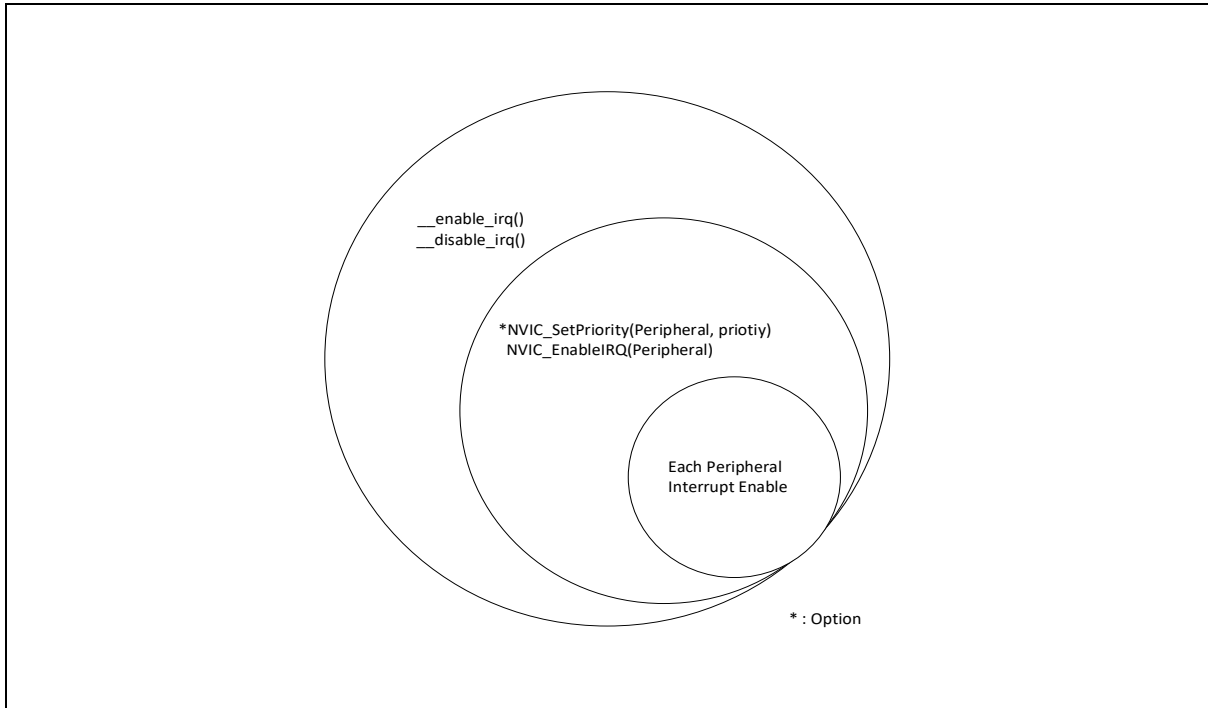 __enable_irq()
__disable_irq()
*NVIC_SetPriority(Peripheral, priotiy)
NVIC_EnableIRQ(Peripheral)
Each Peripheral
Interrupt Enable
* : Option